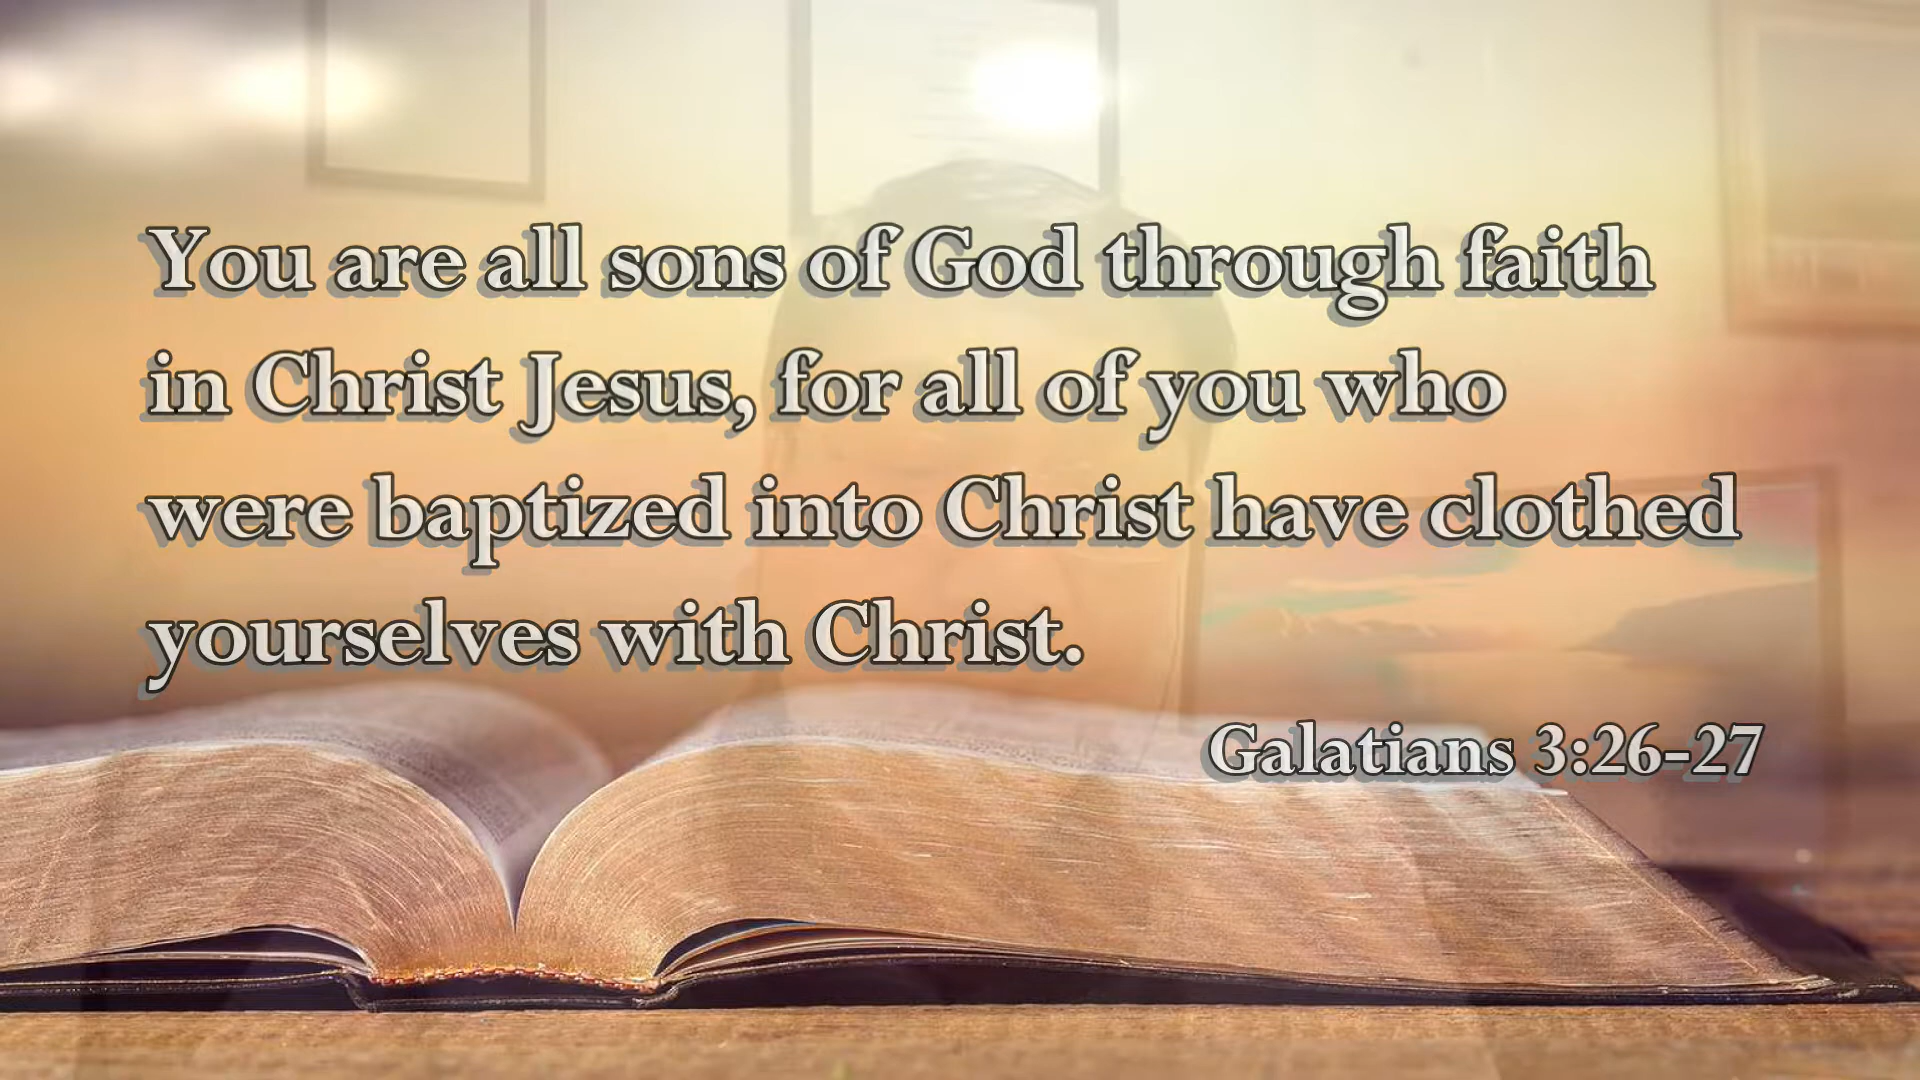 You are all sons of God through faith
in Christ Jesus, for all of you who
were baptized into Christ have clothed
yourselves with Christ.
Galatians 3:26-27